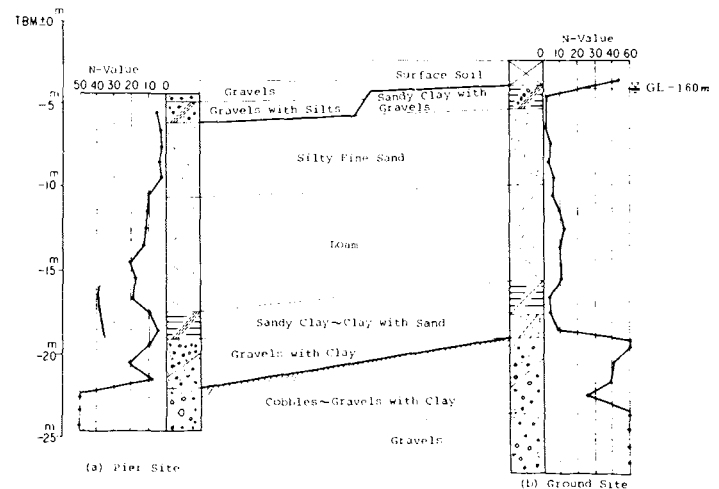 TBM±0 m
N-Value
N-Value
0 10 20 30 40 50 60
Surface Soil
50 40 30 20 10 0
Gravels
Sandy Clay with
Gravels
GL-160m
m
-5
Gravels with Silts
Silty Fine Sand
m
-10
Loam
m
-15
Sandy Clay~Clay with Sand
m
-20
Gravels with Clay
Cobbles~Gravels with Clay
m
-25
Gravels
(a) Pier Site
(b) Ground Site